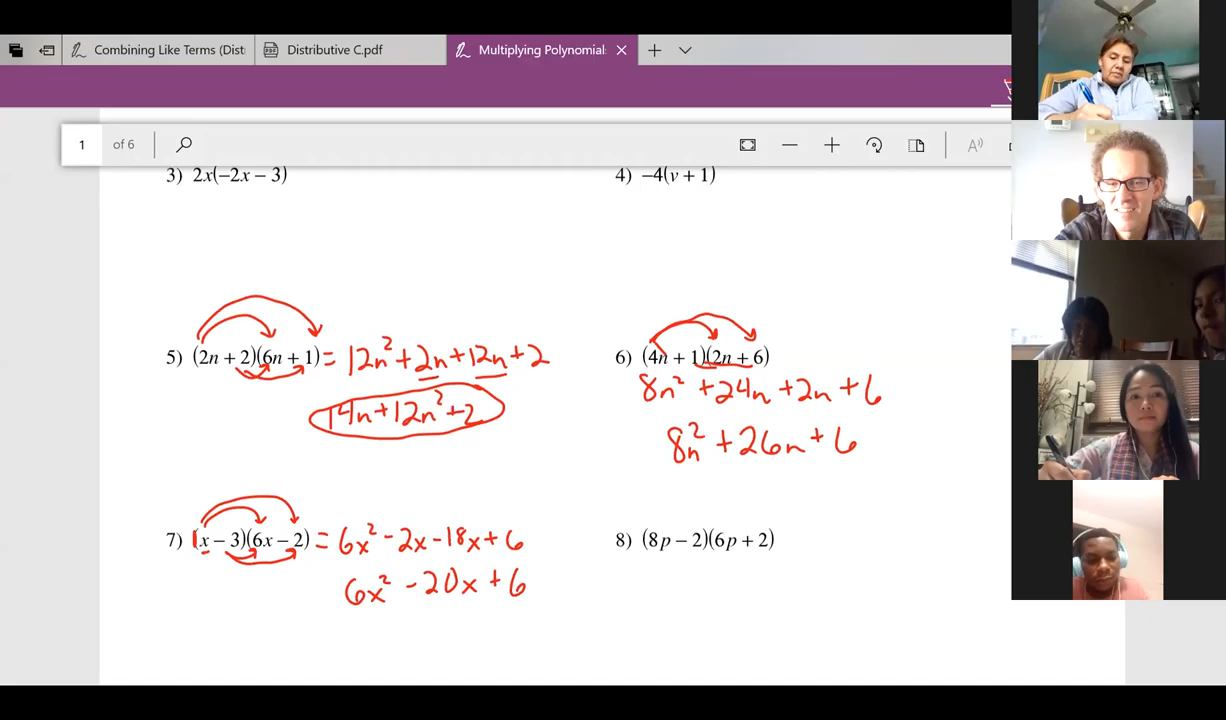 Combining Like Terms (Dist
Distributive C.pdf
Multiplying Polynomial
1 of 6
3) 2x(−2x − 3)
4) −4(v + 1)
5) (2n + 2)(6n + 1) = 12n² + 2n + 12n + 2
14n + 12n² + 2
6) (4n + 1)(2n + 6)
8n² + 24n + 2n + 6
8n² + 26n + 6
7) (x − 3)(6x − 2) = 6x² - 2x - 18x + 6
6x² - 20x + 6
8) (8p − 2)(6p + 2)